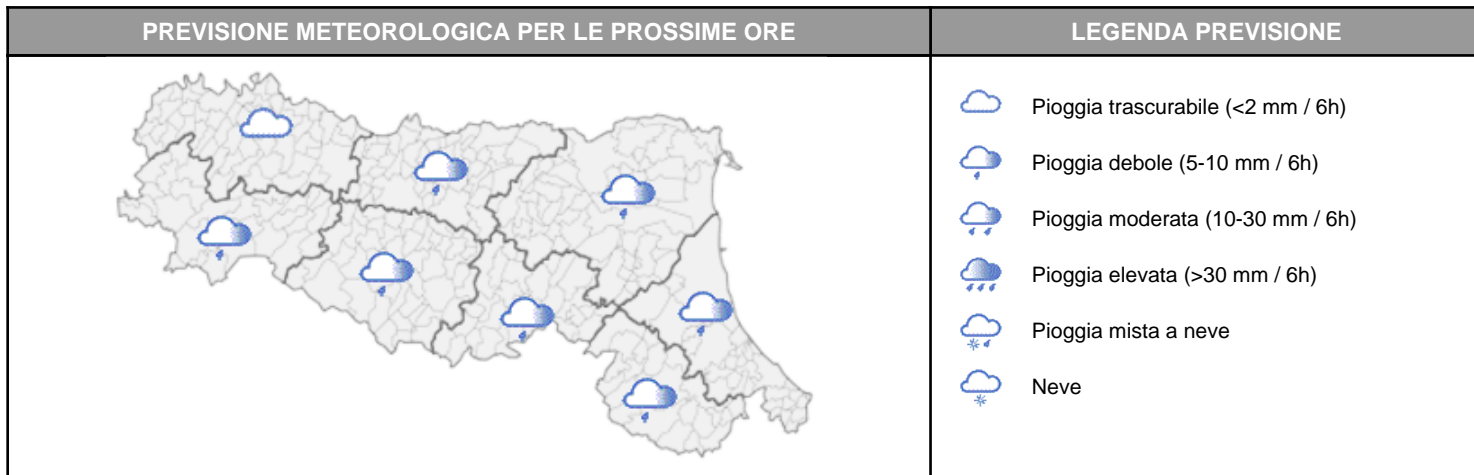 PREVISIONE METEOROLOGICA PER LE PROSSIME ORE
LEGENDA PREVISIONE
Pioggia trascurabile (<2 mm / 6h)
Pioggia debole (5-10 mm / 6h)
Pioggia moderata (10-30 mm / 6h)
Pioggia elevata (>30 mm / 6h)
Pioggia mista a neve
Neve